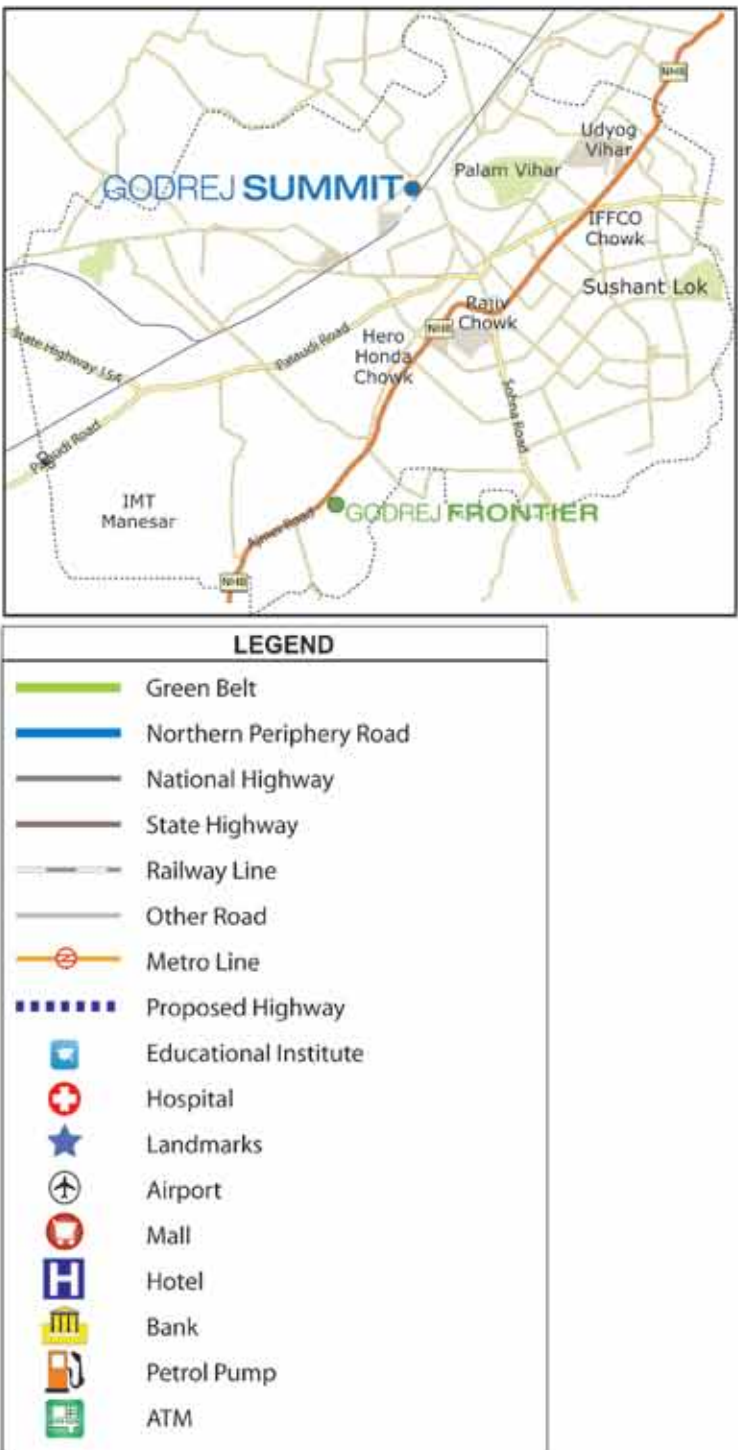 NH8
Udyog
Vihar
Palam Vihar
GODREJ SUMMIT
IFFCO
Chowk
Sushant Lok
Rajiv
Chowk
NH8
Hero
Honda
Chowk
Pataudi Road
State Highway 15A
Sohna Road
Pataudi Road
IMT
Manesar
GODREJ FRONTIER
Ajmer Road
NH8
LEGEND
Green Belt
Northern Periphery Road
National Highway
State Highway
Railway Line
Other Road
Metro Line
Proposed Highway
Educational Institute
Hospital
Landmarks
Airport
Mall
H Hotel
Bank
Petrol Pump
ATM